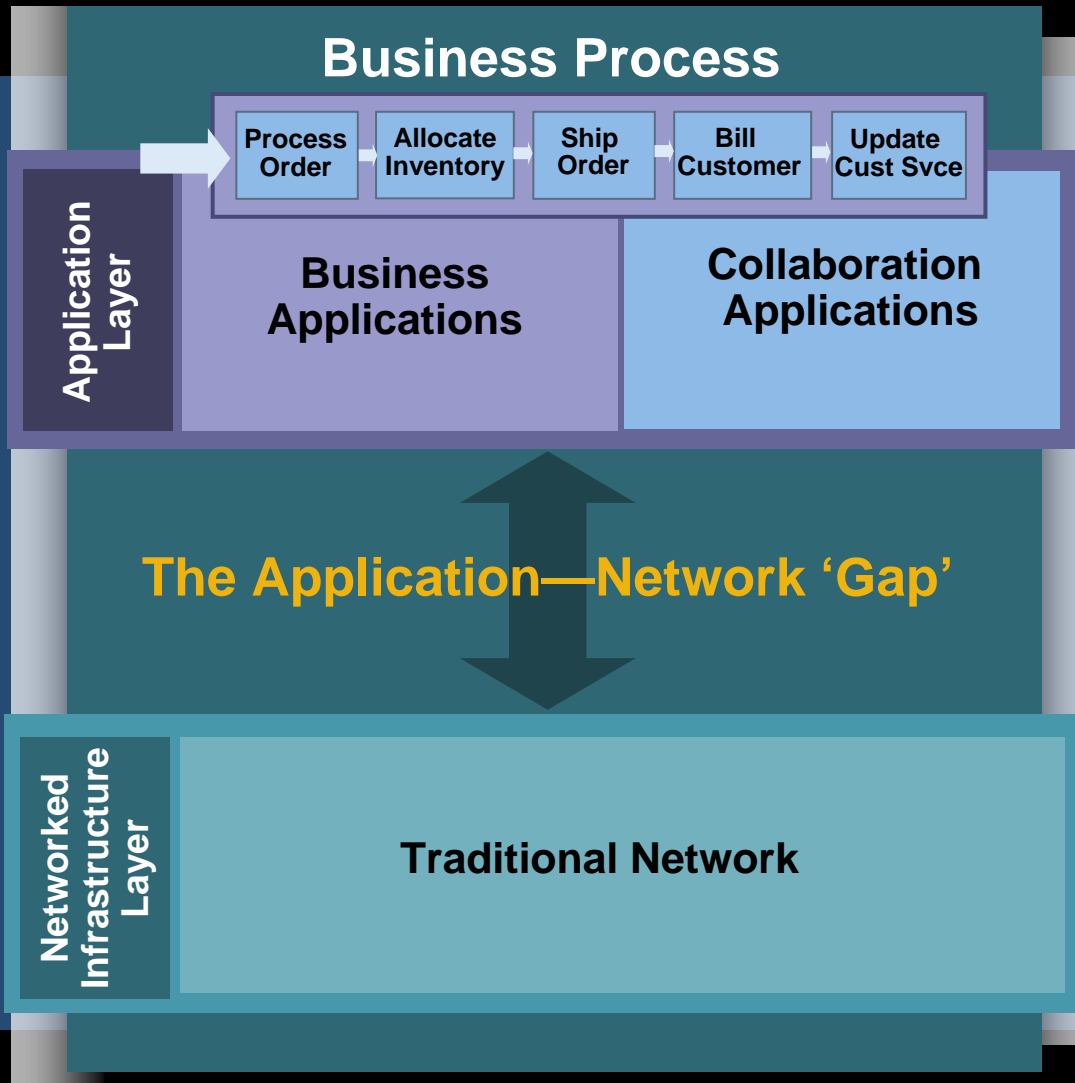 Business Process
Process
Order
Allocate
Inventory
Ship
Order
Bill
Customer
Update
Cust Svce
Application
Layer
Business
Applications
Collaboration
Applications
The Application—Network ‘Gap’
Networked
Infrastructure
Layer
Traditional Network